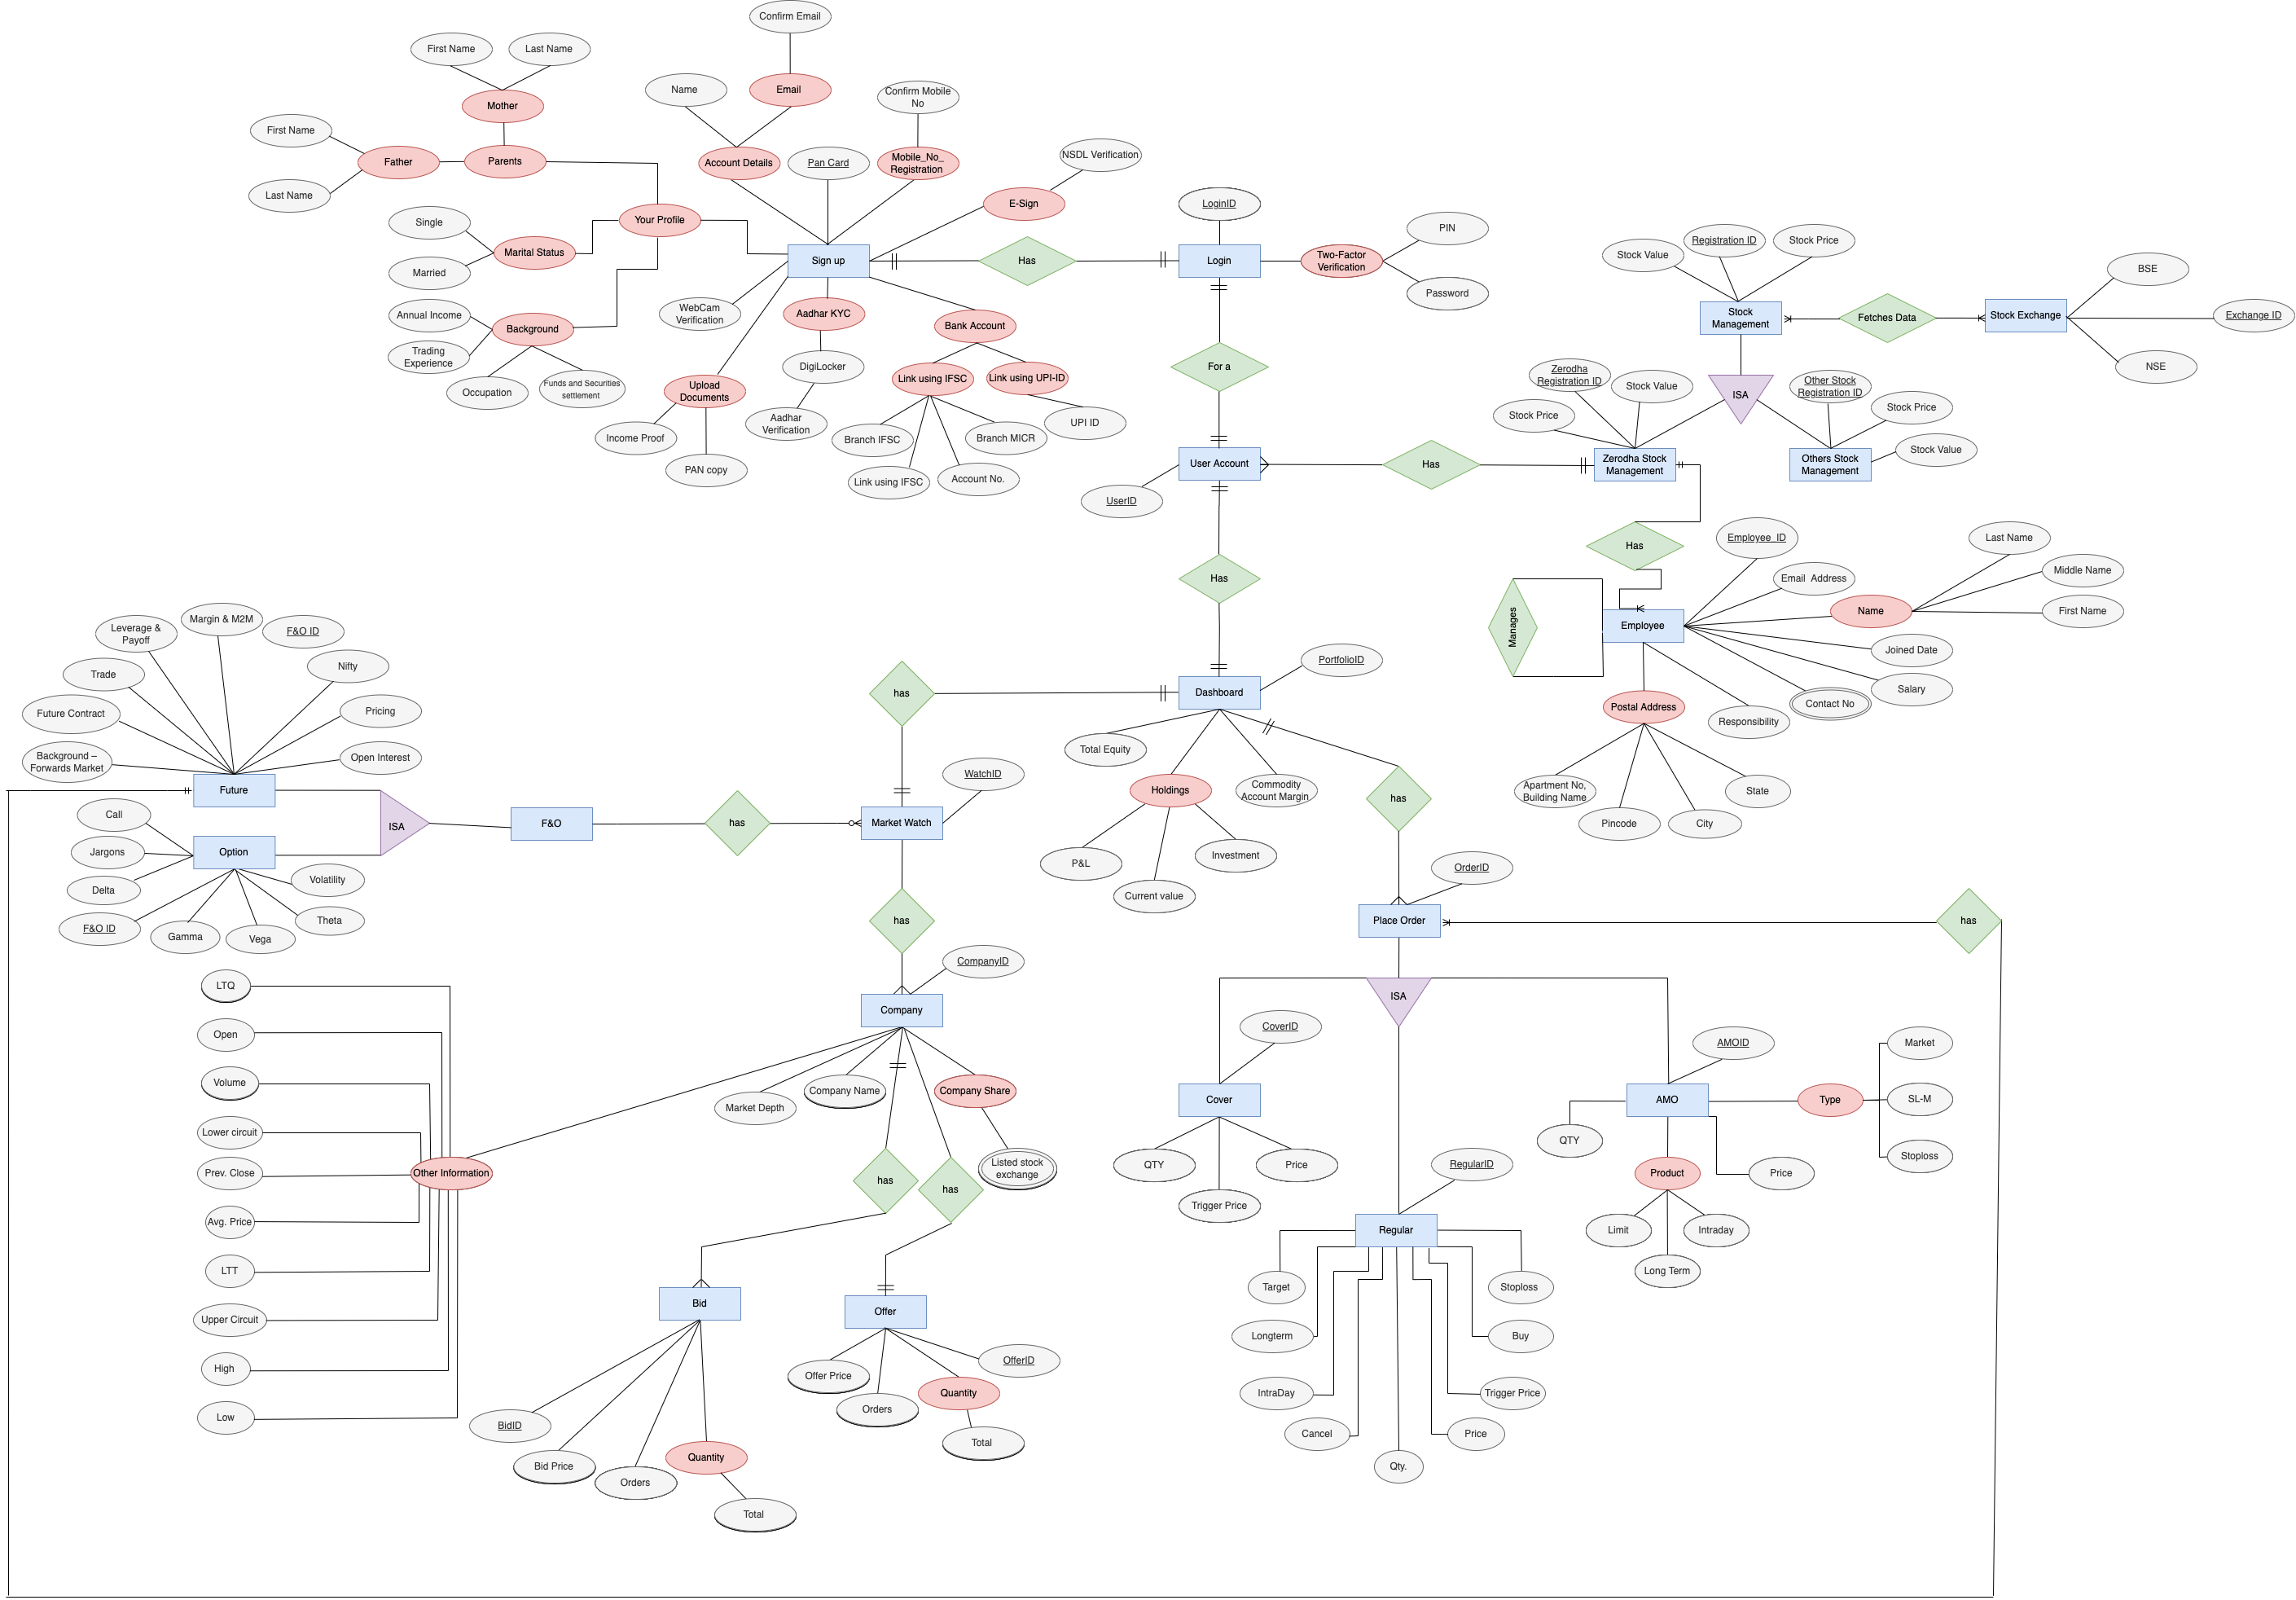 Confirm Email
First Name
Last Name
Name
Email
Confirm Mobile
No
Mother
First Name
Father
Parents
Account Details
Pan Card
Mobile_No_
Registration
NSDL Verification
Last Name
E-Sign
LoginID
Single
Your Profile
PIN
Marital Status
Married
Sign up
Has
Login
Two-Factor
Verification
Password
Annual Income
Background
Trading
Experience
Occupation
Funds and Securities
settlement
WebCam
Verification
Aadhar KYC
Bank Account
DigiLocker
Link using IFSC
Link using UPI-ID
Upload
Documents
Income Proof
PAN copy
Aadhar
Verification
Branch IFSC
Branch MICR
UPI ID
Link using IFSC
Account No.
For a
Registration ID
Stock Value
Stock Price
Stock
Management
Fetches Data
Stock Exchange
BSE
Exchange ID
NSE
ISA
Zerodha
Registration ID
Stock Value
Other Stock
Registration ID
Stock Price
Stock Price
Stock Value
User Account
Has
Zerodha Stock
Management
Others Stock
Management
UserID
Has
Has
Employee_ID
Last Name
Email  Address
Middle Name
Name
First Name
Manages
Employee
Joined Date
Salary
Contact No
Postal Address
Responsibility
Apartment No,
Building Name
State
Pincode
City
Leverage &
Payoff
Margin & M2M
F&O ID
Trade
Nifty
Future Contract
Pricing
Background –
Forwards Market
Open Interest
Future
Call
ISA
F&O
has
Market Watch
WatchID
has
Dashboard
PortfolioID
Total Equity
Holdings
Commodity
Account Margin
has
P&L
Investment
Current value
OrderID
Jargons
Option
Delta
Volatility
F&O ID
Gamma
Vega
Theta
has
Place Order
has
CompanyID
Company
ISA
LTQ
Open
Volume
Lower circuit
Prev. Close
Other Information
Avg. Price
LTT
Upper Circuit
High
Low
Market Depth
Company Name
Company Share
Listed stock
exchange
has
has
Bid
Offer
BidID
Bid Price
Orders
Quantity
Total
Offer Price
Orders
Quantity
OfferID
Total
CoverID
Cover
QTY
Trigger Price
Price
AMOID
AMO
Type
Market
SL-M
Stoploss
QTY
Product
Price
Limit
Intraday
Long Term
RegularID
Regular
Target
Stoploss
Longterm
Buy
IntraDay
Trigger Price
Cancel
Price
Qty.